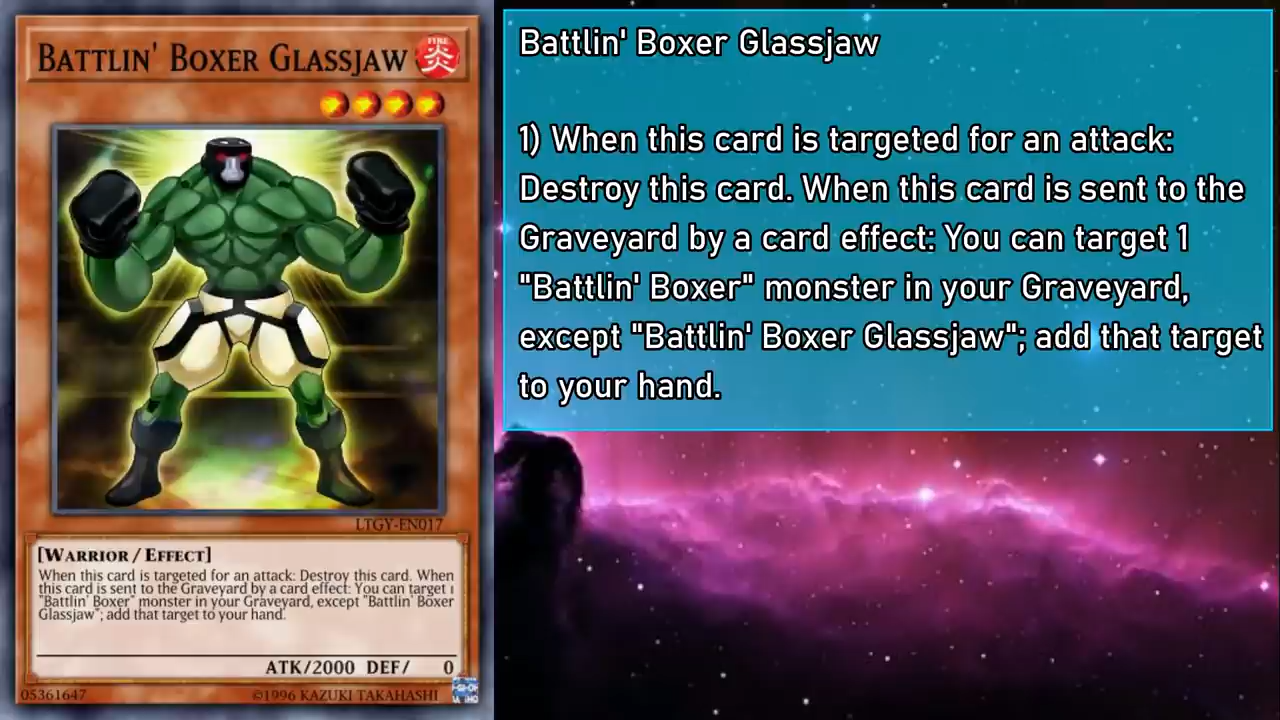 BATTLIN' BOXER GLASSJAW
FIRE
炎
LTGY-EN017
[WARRIOR / EFFECT]
When this card is targeted for an attack: Destroy this card. When
this card is sent to the Graveyard by a card effect: You can target 1
"Battlin' Boxer" monster in your Graveyard, except "Battlin' Boxer
Glassjaw"; add that target to your hand.
ATK/2000 DEF/ 0
05361647
©1996 KAZUKI TAKAHASHI
Battlin' Boxer Glassjaw
1) When this card is targeted for an attack:
Destroy this card. When this card is sent to the
Graveyard by a card effect: You can target 1
"Battlin' Boxer" monster in your Graveyard,
except "Battlin' Boxer Glassjaw"; add that target
to your hand.